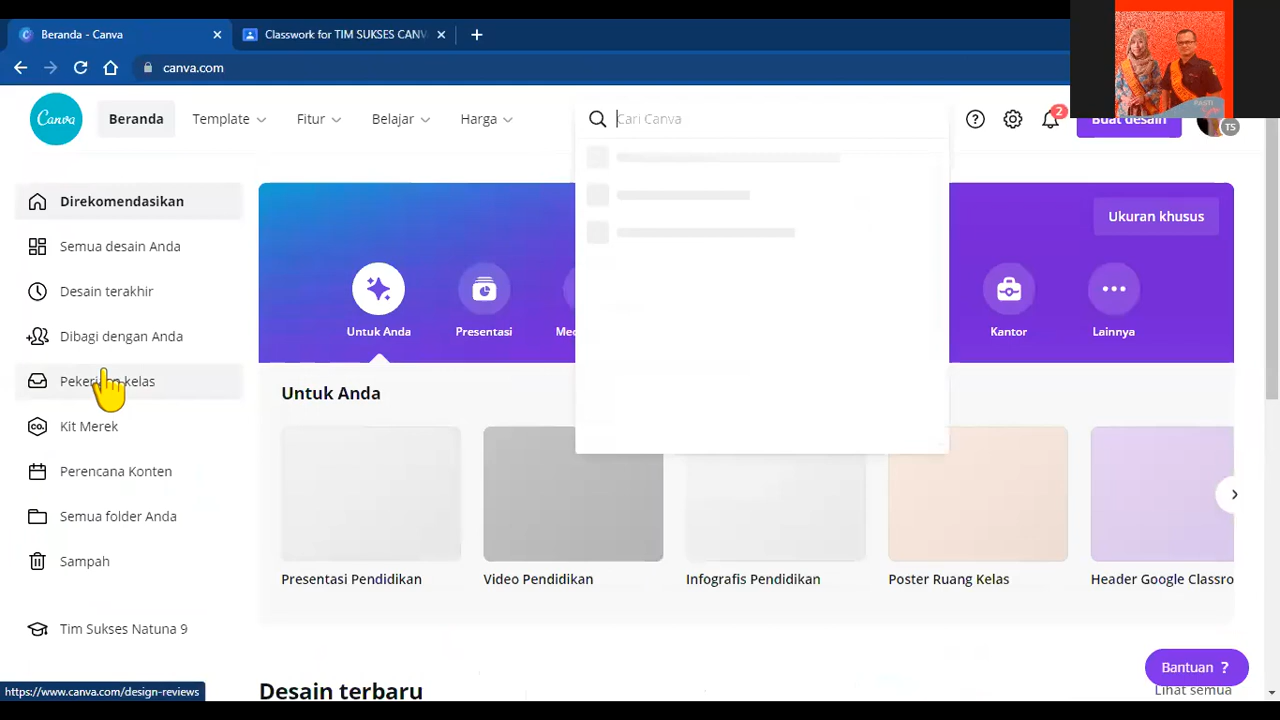 Beranda - Canva
Classwork for TIM SUKSES CANV
canva.com
Canva
Beranda
Template
Fitur
Belajar
Harga
Cari Canva
2
Buat desain
TS
Direkomendasikan
Semua desain Anda
Desain terakhir
Dibagi dengan Anda
kelas
Kit Merek
Perencana Konten
Semua folder Anda
Sampah
Tim Sukses Natuna 9
Ukuran khusus
Untuk Anda
Presentasi
Kantor
Lainnya
Untuk Anda
Presentasi Pendidikan
Video Pendidikan
Infografis Pendidikan
Poster Ruang Kelas
Header Google Classro
Bantuan ?
Desain terbaru
Lihat semua
https://www.canva.com/design-reviews